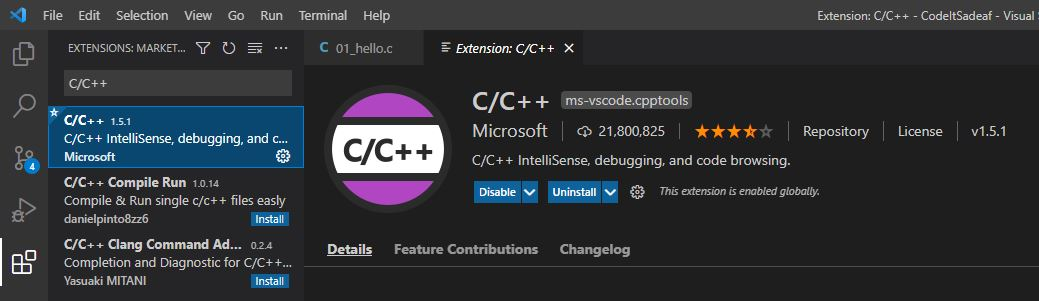 File Edit Selection View Go Run Terminal Help Extension: C/C++ - CodeItSadeaf - Visual
EXTENSIONS: MARKET...
C/C++
C/C++ 1.5.1
C/C++ IntelliSense, debugging, and c...
Microsoft
C/C++ Compile Run 1.0.14
Compile & Run single c/c++ files easly
danielpinto8zz6 Install
C/C++ Clang Command Ad... 0.2.4
Completion and Diagnostic for C/C++...
Yasuaki MITANI Install
4
C 01_hello.c Extension: C/C++
C/C++
C/C++ ms-vscode.cpptools
Microsoft 21,800,825 Repository License v1.5.1
C/C++ IntelliSense, debugging, and code browsing.
Disable Uninstall This extension is enabled globally.
Details Feature Contributions Changelog